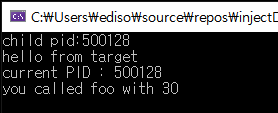 C:₩Users₩ediso₩source₩repos₩injectD
child pid:500128
hello from target
current PID : 500128
you called foo with 30